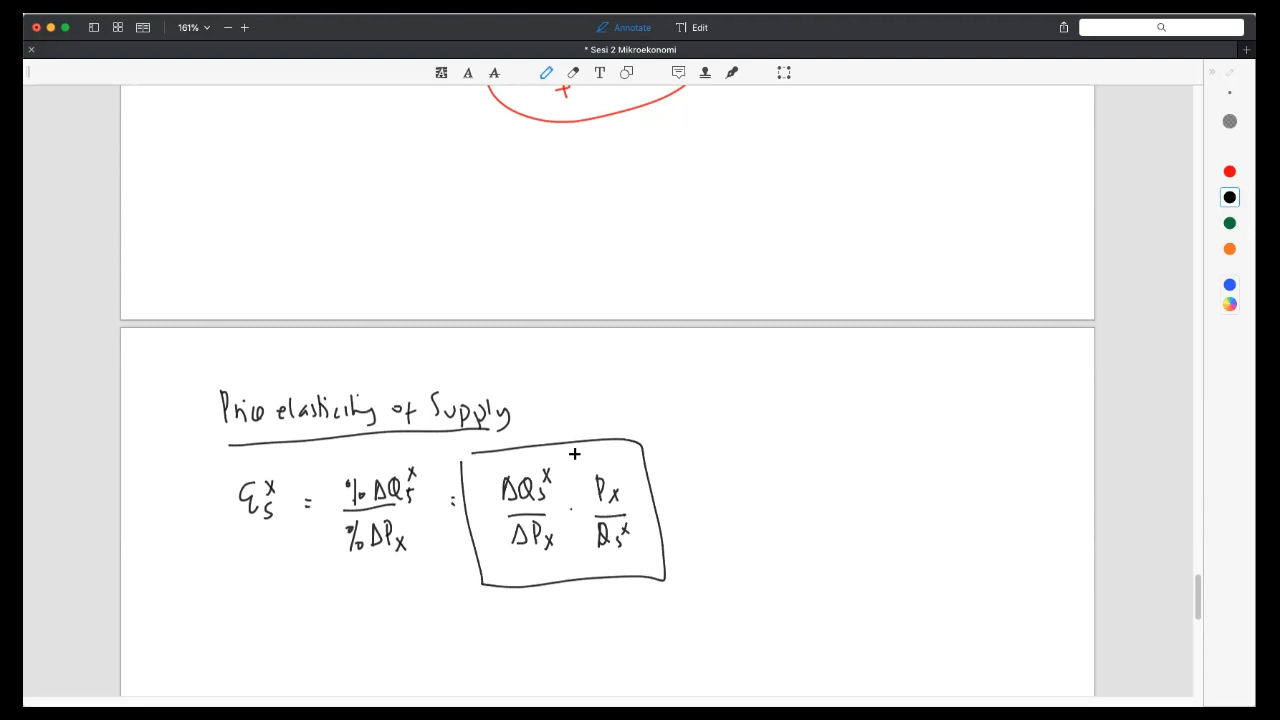 161%
Annotate
Edit
* Sesi 2 Mikroekonomi
A A A T
+
Price elasticity of Supply
ε_S^X = %ΔQ_S^X / %ΔP_X = ΔQ_S^X / ΔP_X · P_X / Q_S^X